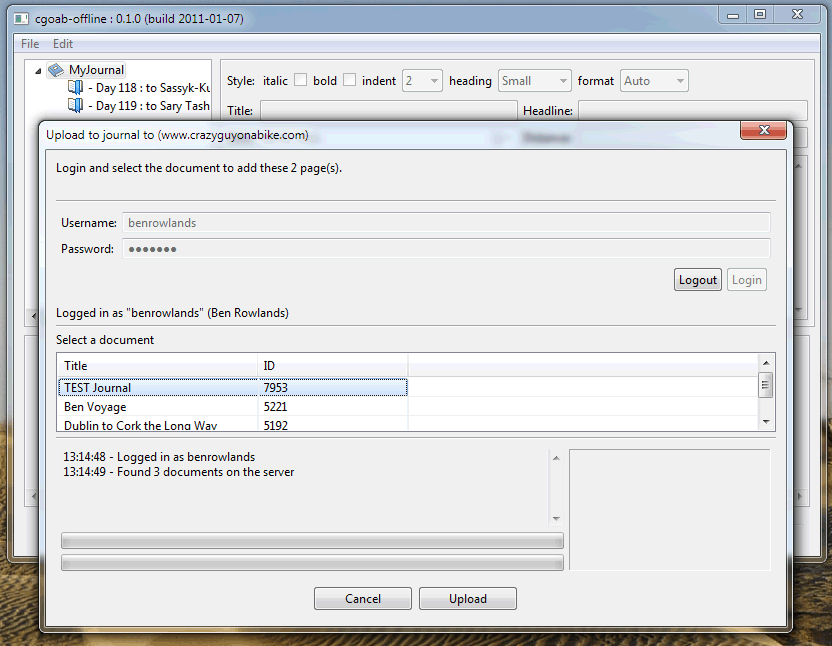 cgoab-offline : 0.1.0 (build 2011-01-07)
File Edit
MyJournal
- Day 118 : to Sassyk-Ku
- Day 119 : to Sary Tash
Style: italic bold indent 2 heading Small format Auto
Title: Headline:
Distance:
Upload to journal to (www.crazyguyonabike.com)
Login and select the document to add these 2 page(s).
Username: benrowlands
Password: ●●●●●●●
Logout Login
Logged in as "benrowlands" (Ben Rowlands)
Select a document
Title ID
TEST Journal 7953
Ben Voyage 5221
Dublin to Cork the Long Way 5192
13:14:48 - Logged in as benrowlands
13:14:49 - Found 3 documents on the server
Cancel Upload